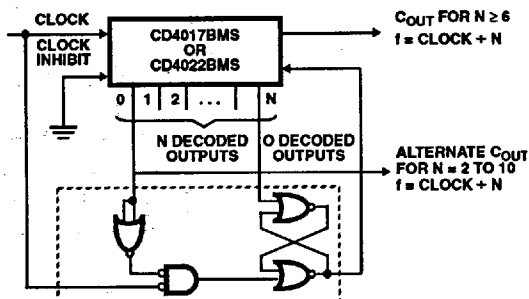 CLOCK
CLOCK
INHIBIT
CD4017BMS
OR
CD4022BMS
COUT FOR N ≥ 6
f = CLOCK + N
0 1 2 . . . N
N DECODED
OUTPUTS
O DECODED
OUTPUTS
ALTERNATE COUT
FOR N = 2 TO 10
f = CLOCK + N